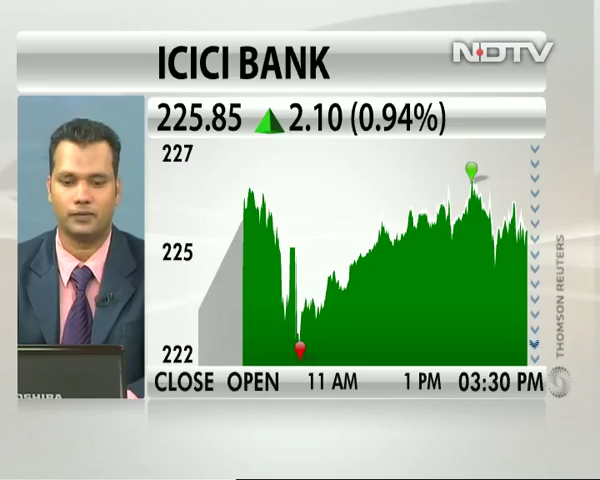 ICICI BANK
NDTV
225.85 2.10 (0.94%)
227
225
222
CLOSE OPEN 11 AM 1 PM 03:30 PM
THOMSON REUTERS
OSHIBA